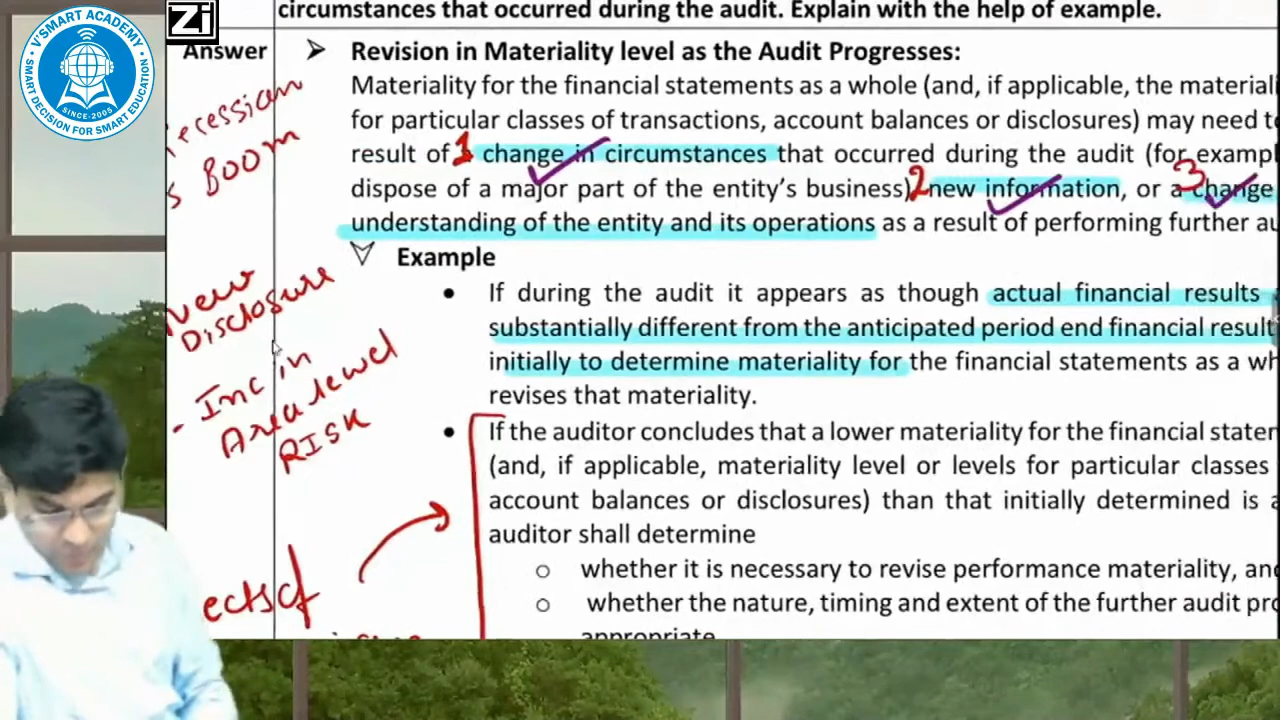 circumstances that occurred during the audit. Explain with the help of example.
V'SMART ACADEMY
SINCE-2005
SMART DECISION FOR SMART EDUCATION
Zi
Answer
➤ Revision in Materiality level as the Audit Progresses:
Materiality for the financial statements as a whole (and, if applicable, the material
for particular classes of transactions, account balances or disclosures) may need t
result of 1 change in circumstances that occurred during the audit (for exampl
dispose of a major part of the entity's business), 2 new information, or a 3 change
understanding of the entity and its operations as a result of performing further au
Example
• If during the audit it appears as though actual financial results
substantially different from the anticipated period end financial result
initially to determine materiality for the financial statements as a wh
revises that materiality.
• If the auditor concludes that a lower materiality for the financial stater
(and, if applicable, materiality level or levels for particular classes
account balances or disclosures) than that initially determined is a
auditor shall determine
o whether it is necessary to revise performance materiality, and
o whether the nature, timing and extent of the further audit pro
appropriate
recession
s Boom
New
Disclosure
- Inc in
Area level
RISK
ects of